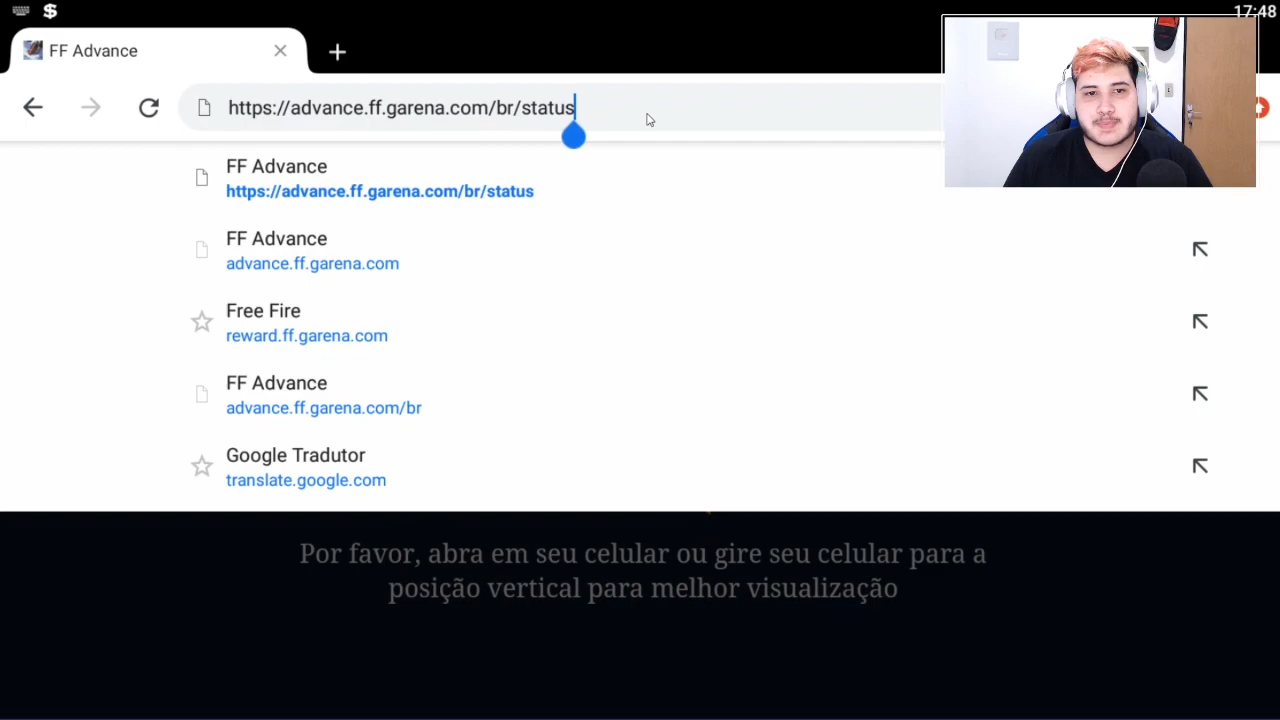 17:48
FF Advance
https://advance.ff.garena.com/br/status
FF Advance
https://advance.ff.garena.com/br/status
FF Advance
advance.ff.garena.com
Free Fire
reward.ff.garena.com
FF Advance
advance.ff.garena.com/br
Google Tradutor
translate.google.com
Por favor, abra em seu celular ou gire seu celular para a
posição vertical para melhor visualização